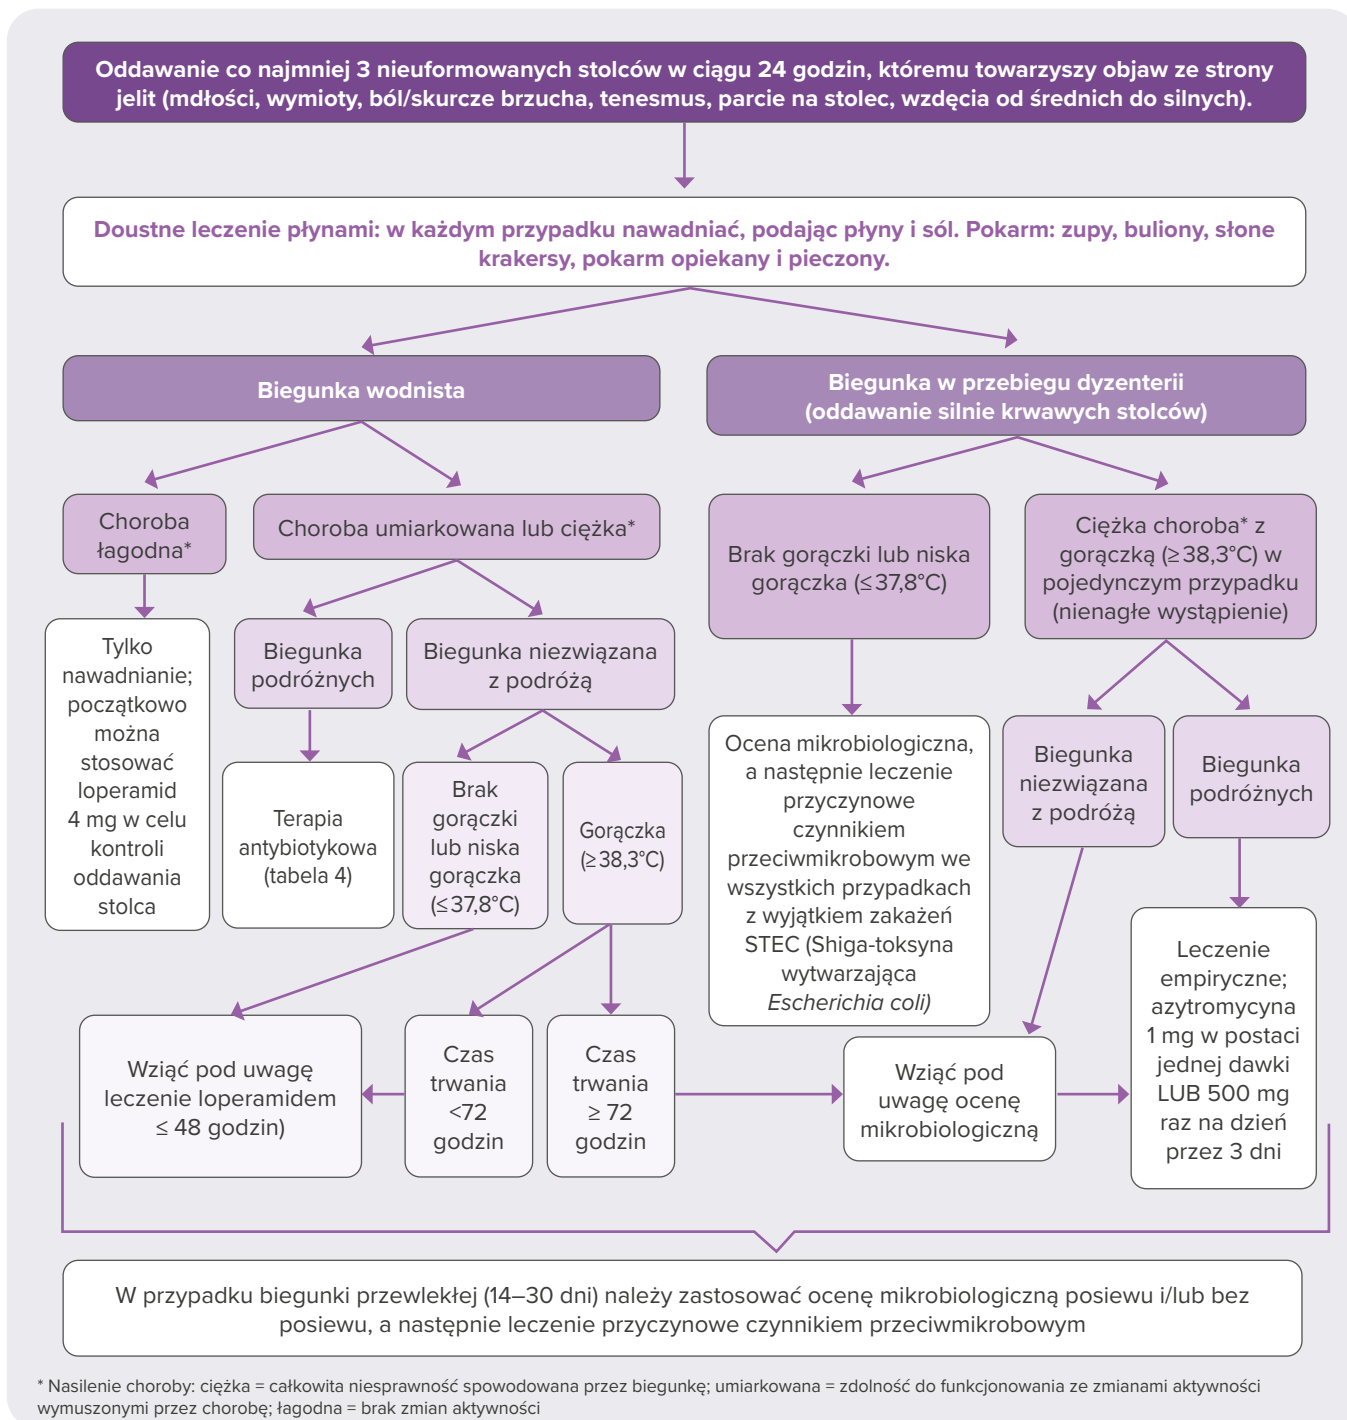 Oddawanie co najmniej 3 nieuformowanych stolców w ciągu 24 godzin, któremu towarzyszy objaw ze strony
jelit (mdłości, wymioty, ból/skurcze brzucha, tenesmus, parcie na stolec, wzdęcia od średnich do silnych).
Doustne leczenie płynami: w każdym przypadku nawadniać, podając płyny i sól. Pokarm: zupy, buliony, słone
krakersy, pokarm opiekany i pieczony.
Biegunka wodnista
Biegunka w przebiegu dyzenterii
(oddawanie silnie krwawych stolców)
Choroba
łagodna*
Choroba umiarkowana lub ciężka*
Brak gorączki lub niska
gorączka (≤37,8°C)
Ciężka choroba* z
gorączką (≥38,3°C) w
pojedynczym przypadku
(nienagłe wystąpienie)
Tylko
nawadnianie;
początkowo
można
stosować
loperamid
4 mg w celu
kontroli
oddawania
stolca
Biegunka
podróżnych
Biegunka niezwiązana
z podróżą
Terapia
antybiotykowa
(tabela 4)
Brak
gorączki
lub niska
gorączka
(≤37,8°C)
Gorączka
(≥38,3°C)
Ocena mikrobiologiczna,
a następnie leczenie
przyczynowe
czynnikiem
przeciwmikrobowym we
wszystkich przypadkach
z wyjątkiem zakażeń
STEC (Shiga-toksyna
wytwarzająca
Escherichia coli)
Biegunka
niezwiązana
z podróżą
Biegunka
podróżnych
Wziąć pod uwagę
leczenie loperamidem
≤ 48 godzin)
Czas
trwania
<72
godzin
Czas
trwania
≥ 72
godzin
Wziąć pod
uwagę ocenę
mikrobiologiczną
Leczenie
empiryczne;
azytromycyna
1 mg w postaci
jednej dawki
LUB 500 mg
raz na dzień
przez 3 dni
W przypadku biegunki przewlekłej (14–30 dni) należy zastosować ocenę mikrobiologiczną posiewu i/lub bez
posiewu, a następnie leczenie przyczynowe czynnikiem przeciwmikrobowym
* Nasilenie choroby: ciężka = całkowita niesprawność spowodowana przez biegunkę; umiarkowana = zdolność do funkcjonowania ze zmianami aktywności
wymuszonymi przez chorobę; łagodna = brak zmian aktywności